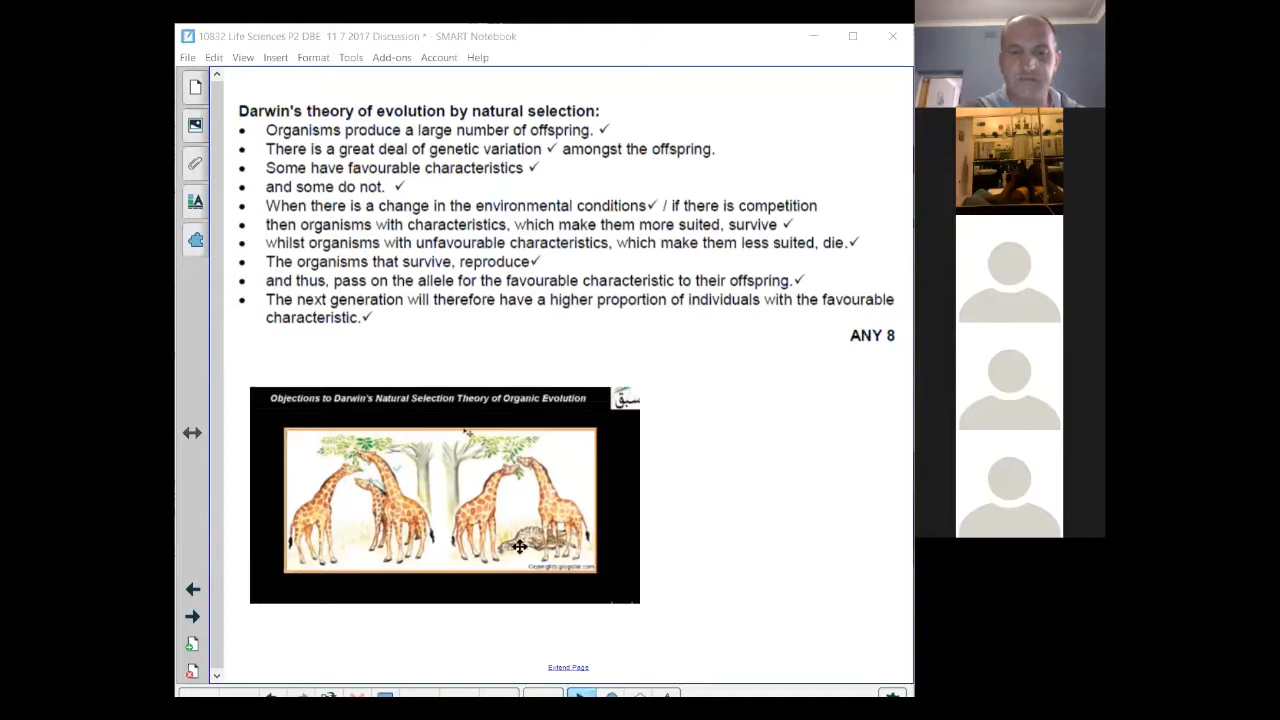 10832 Life Sciences P2 DBE 11 7 2017 Discussion * - SMART Notebook
File Edit View Insert Format Tools Add-ons Account Help
Darwin's theory of evolution by natural selection:
• Organisms produce a large number of offspring. ✓
• There is a great deal of genetic variation ✓ amongst the offspring.
• Some have favourable characteristics ✓
• and some do not. ✓
• When there is a change in the environmental conditions✓ / if there is competition
• then organisms with characteristics, which make them more suited, survive ✓
• whilst organisms with unfavourable characteristics, which make them less suited, die.✓
• The organisms that survive, reproduce✓
• and thus, pass on the allele for the favourable characteristic to their offspring.✓
• The next generation will therefore have a higher proportion of individuals with the favourable
characteristic.✓
ANY 8
Objections to Darwin's Natural Selection Theory of Organic Evolution
سبق
Extend Page